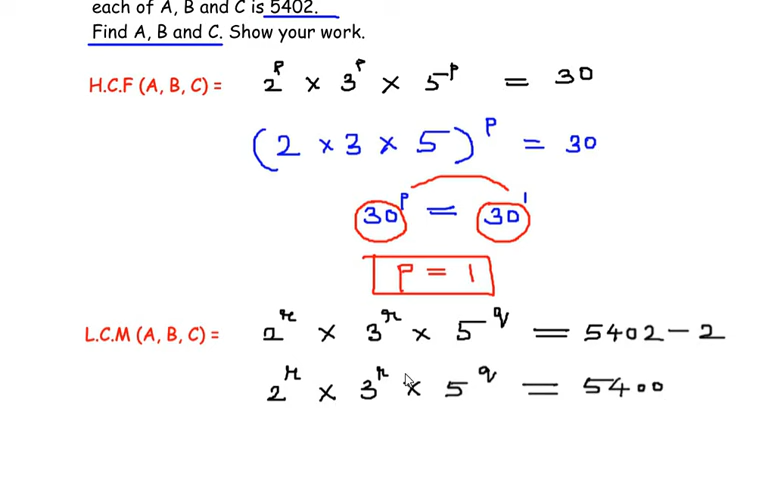 each of A, B and C is 5402.
Find A, B and C. Show your work.
H.C.F (A, B, C) = 2^p × 3^p × 5^p = 30
(2 × 3 × 5)^p = 30
30^p = 30^1
p = 1
L.C.M (A, B, C) = 2^r × 3^r × 5^q = 5402 - 2
2^r × 3^r × 5^q = 5400